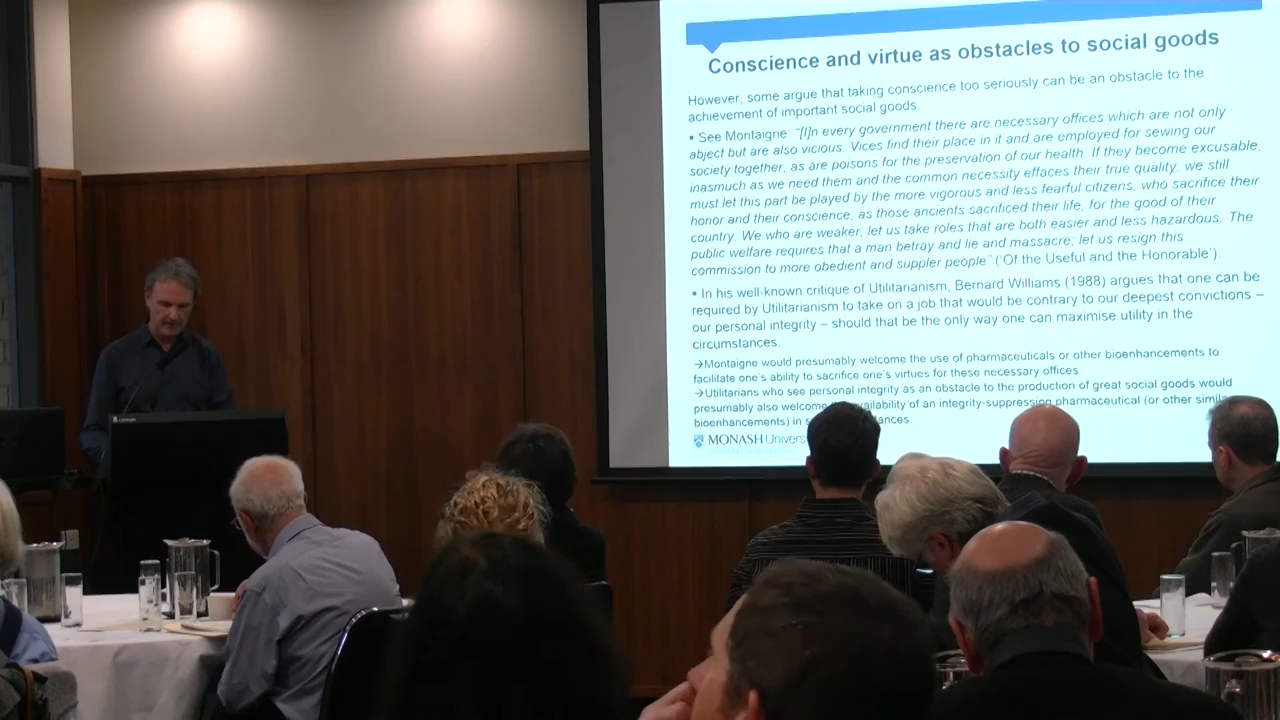 Conscience and virtue as obstacles to social goods
However, some argue that taking conscience too seriously can be an obstacle to the
achievement of important social goods.
▪ See Montaigne: "[I]n every government there are necessary offices which are not only
abject but are also vicious. Vices find their place in it and are employed for sewing our
society together, as are poisons for the preservation of our health. If they become excusable,
inasmuch as we need them and the common necessity effaces their true quality, we still
must let this part be played by the more vigorous and less fearful citizens, who sacrifice their
honor and their conscience, as those ancients sacrificed their life, for the good of their
country. We who are weaker, let us take roles that are both easier and less hazardous. The
public welfare requires that a man betray and lie and massacre; let us resign this
commission to more obedient and suppler people" ('Of the Useful and the Honorable').
▪ In his well-known critique of Utilitarianism, Bernard Williams (1988) argues that one can be
required by Utilitarianism to take on a job that would be contrary to our deepest convictions –
our personal integrity – should that be the only way one can maximise utility in the
circumstances.
→Montaigne would presumably welcome the use of pharmaceuticals or other bioenhancements to
facilitate one's ability to sacrifice one's virtues for these necessary offices.
→Utilitarians who see personal integrity as an obstacle to the production of great social goods would
presumably also welcome availability of an integrity-suppressing pharmaceutical (or other
bioenhancements) in
MONASH